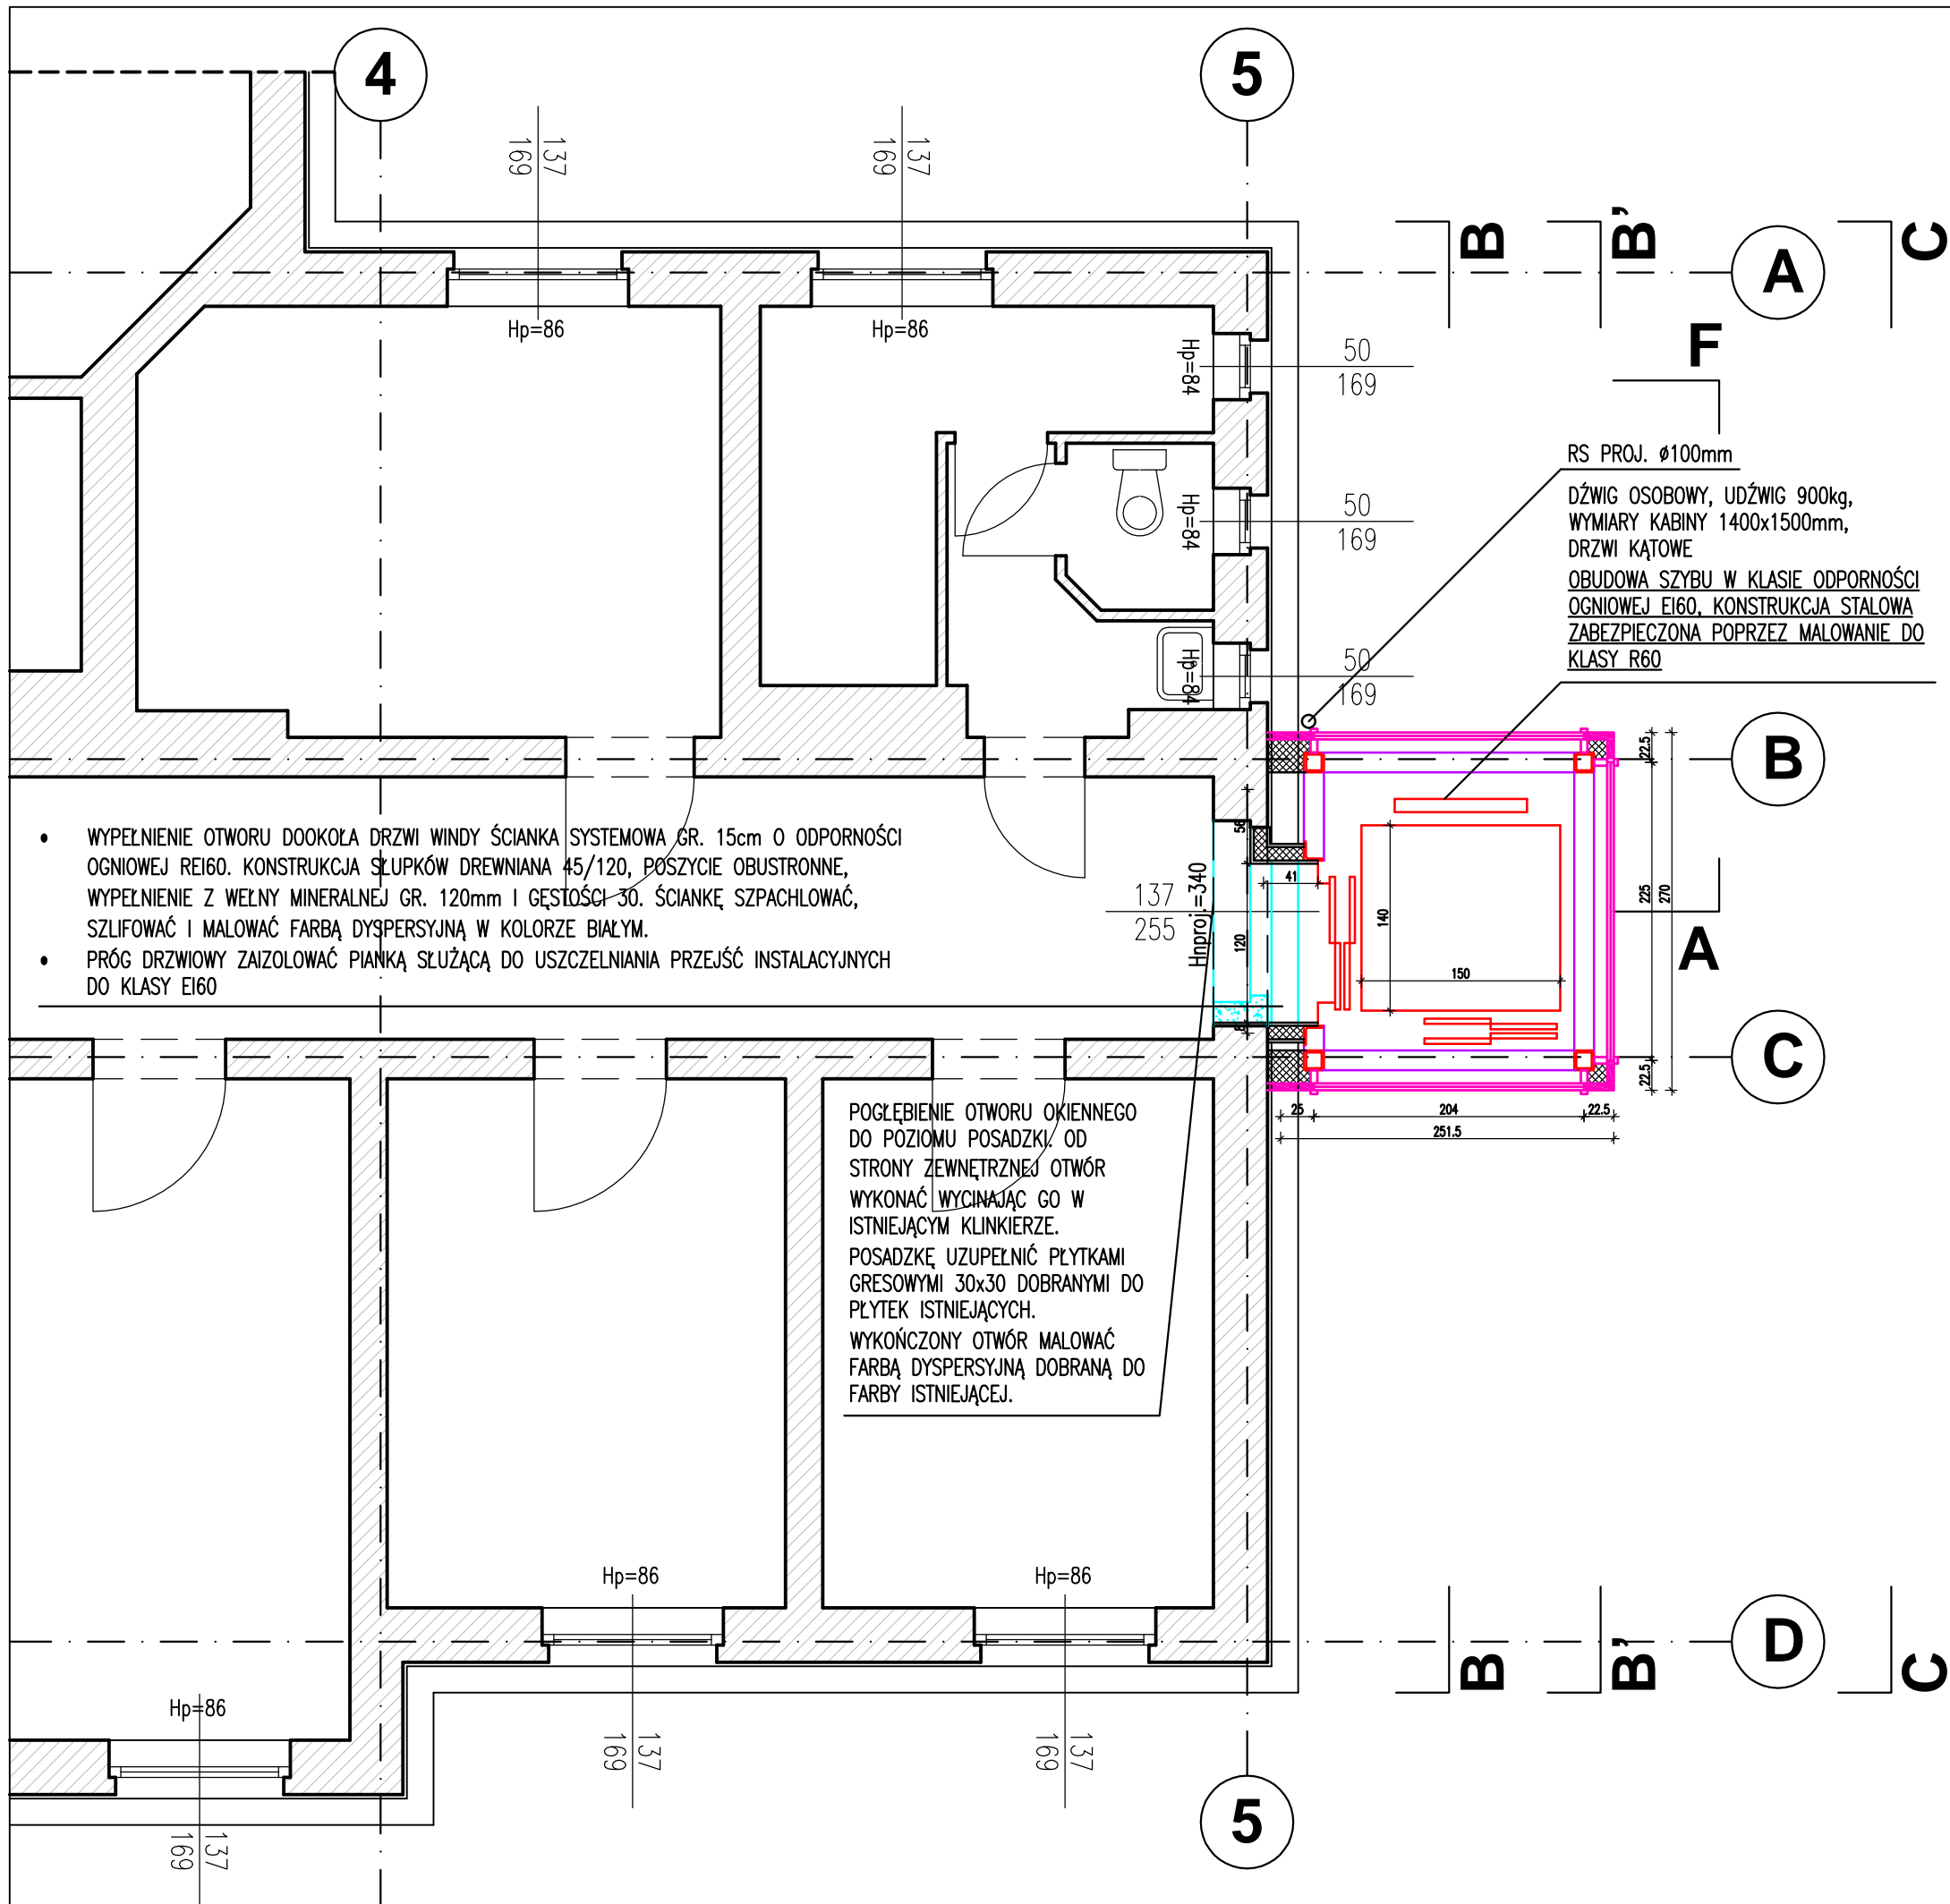 4
5
137
169
137
169
B
B'
C
A
F
Hp=86
Hp=86
Hp=84
50
169
RS PROJ. ø100mm
DŹWIG OSOBOWY, UDŹWIG 900kg,
WYMIARY KABINY 1400x1500mm,
DRZWI KĄTOWE
OBUDOWA SZYBU W KLASIE ODPORNOŚCI
OGNIOWEJ EI60, KONSTRUKCJA STALOWA
ZABEZPIECZONA POPRZEZ MALOWANIE DO
KLASY R60
Hp=84
50
169
Hp=84
50
169
B
22.5
225
270
22.5
• WYPEŁNIENIE OTWORU DOOKOŁA DRZWI WINDY ŚCIANKA SYSTEMOWA GR. 15cm O ODPORNOŚCI
OGNIOWEJ REI60. KONSTRUKCJA SŁUPKÓW DREWNIANA 45/120, POSZYCIE OBUSTRONNE,
WYPEŁNIENIE Z WEŁNY MINERALNEJ GR. 120mm I GĘSTOŚCI 30. ŚCIANKĘ SZPACHLOWAĆ,
SZLIFOWAĆ I MALOWAĆ FARBĄ DYSPERSYJNĄ W KOLORZE BIAŁYM.
• PRÓG DRZWIOWY ZAIZOLOWAĆ PIANKĄ SŁUŻĄCĄ DO USZCZELNIANIA PRZEJŚĆ INSTALACYJNYCH
DO KLASY EI60
137
255
Hnproj.=340
56
120
8
41
140
150
A
C
25
204
22.5
251.5
POGŁĘBIENIE OTWORU OKIENNEGO
DO POZIOMU POSADZKI. OD
STRONY ZEWNĘTRZNEJ OTWÓR
WYKONAĆ WYCINAJĄC GO W
ISTNIEJĄCYM KLINKIERZE.
POSADZKĘ UZUPEŁNIĆ PŁYTKAMI
GRESOWYMI 30x30 DOBRANYMI DO
PŁYTEK ISTNIEJĄCYCH.
WYKOŃCZONY OTWÓR MALOWAĆ
FARBĄ DYSPERSYJNĄ DOBRANĄ DO
FARBY ISTNIEJĄCEJ.
Hp=86
Hp=86
Hp=86
D
B
B'
C
137
169
137
169
137
169
5